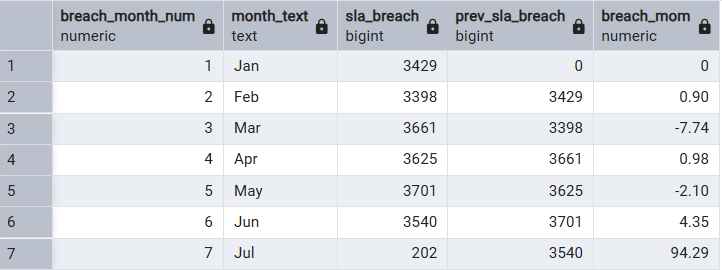 breach_month_num numeric month_text text sla_breach bigint prev_sla_breach bigint breach_mom numeric
1 1 Jan 3429 0 0
2 2 Feb 3398 3429 0.90
3 3 Mar 3661 3398 -7.74
4 4 Apr 3625 3661 0.98
5 5 May 3701 3625 -2.10
6 6 Jun 3540 3701 4.35
7 7 Jul 202 3540 94.29